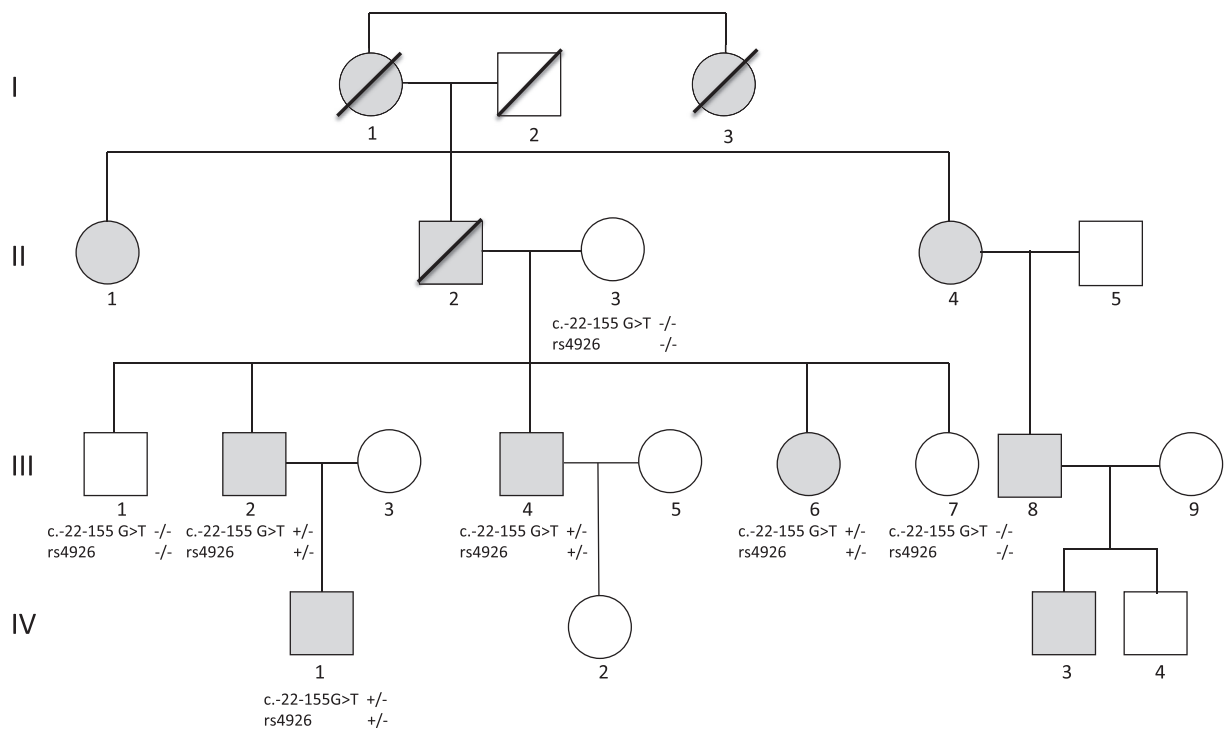 I
1 2 3
II
1 2 3 4 5
c.-22-155 G>T -/-
rs4926 -/-
III
1 2 3 4 5 6 7 8 9
c.-22-155 G>T -/- c.-22-155 G>T +/- c.-22-155 G>T +/- c.-22-155 G>T +/- c.-22-155 G>T -/-
rs4926 -/- rs4926 +/- rs4926 +/- rs4926 +/- rs4926 -/-
IV
1 2 3 4
c.-22-155G>T +/-
rs4926 +/-